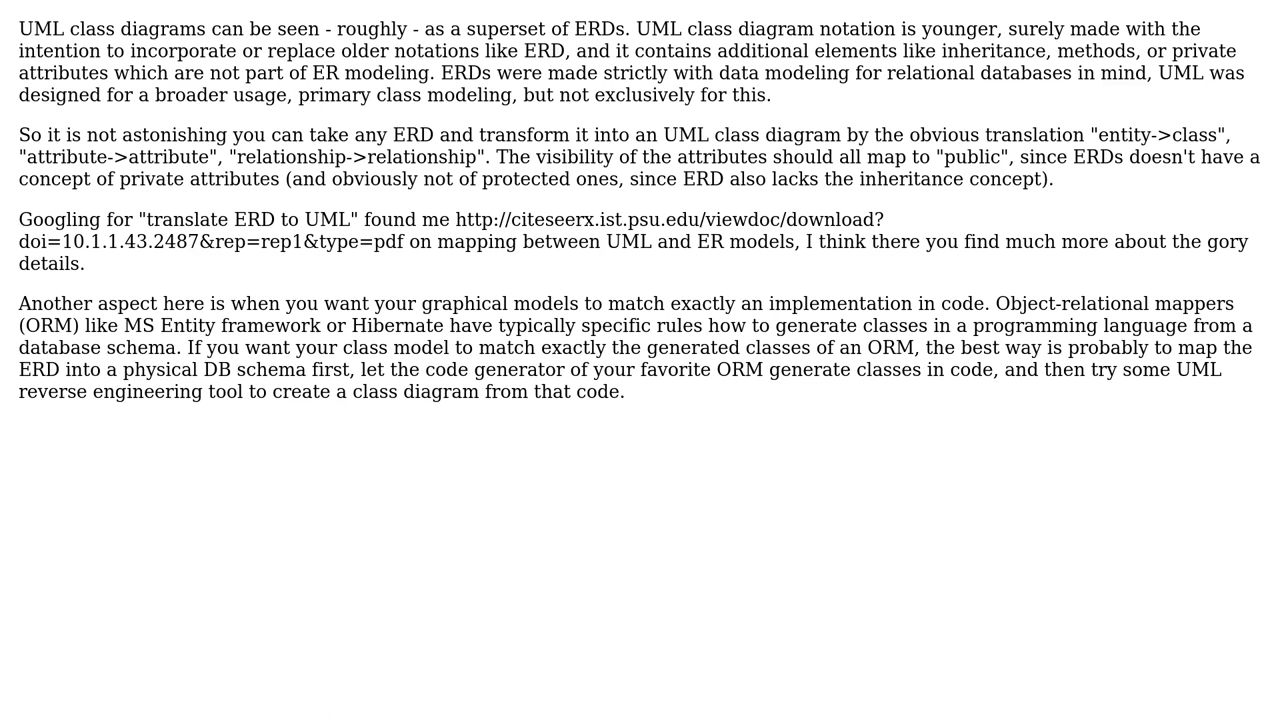 UML class diagrams can be seen - roughly - as a superset of ERDs. UML class diagram notation is younger, surely made with the
intention to incorporate or replace older notations like ERD, and it contains additional elements like inheritance, methods, or private
attributes which are not part of ER modeling. ERDs were made strictly with data modeling for relational databases in mind, UML was
designed for a broader usage, primary class modeling, but not exclusively for this.
So it is not astonishing you can take any ERD and transform it into an UML class diagram by the obvious translation "entity->class",
"attribute->attribute", "relationship->relationship". The visibility of the attributes should all map to "public", since ERDs doesn't have a
concept of private attributes (and obviously not of protected ones, since ERD also lacks the inheritance concept).
Googling for "translate ERD to UML" found me http://citeseerx.ist.psu.edu/viewdoc/download?
doi=10.1.1.43.2487&rep=rep1&type=pdf on mapping between UML and ER models, I think there you find much more about the gory
details.
Another aspect here is when you want your graphical models to match exactly an implementation in code. Object-relational mappers
(ORM) like MS Entity framework or Hibernate have typically specific rules how to generate classes in a programming language from a
database schema. If you want your class model to match exactly the generated classes of an ORM, the best way is probably to map the
ERD into a physical DB schema first, let the code generator of your favorite ORM generate classes in code, and then try some UML
reverse engineering tool to create a class diagram from that code.